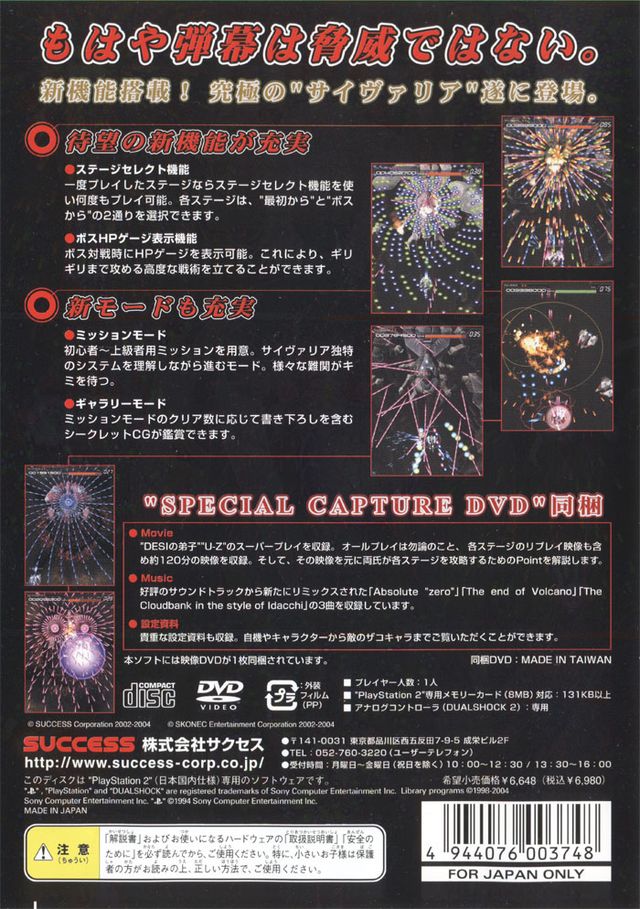 もはや弾幕は脅威ではない。
新機能搭載！ 究極の"サイヴァリア"遂に登場。
待望の新機能が充実
●ステージセレクト機能
一度プレイしたステージならステージセレクト機能を使
い何度もプレイ可能。各ステージは、"最初から"と"ボス
から"の2通りを選択できます。
●ボスHPゲージ表示機能
ボス対戦時にHPゲージを表示可能。これにより、ギリ
ギリまで攻める高度な戦術を立てることができます。
新モードも充実
●ミッションモード
初心者～上級者用ミッションを用意。サイヴァリア独特
のシステムを理解しながら進むモード。様々な難関がキ
ミを待つ。
●ギャラリーモード
ミッションモードのクリア数に応じて書き下ろしを含む
シークレットCGが鑑賞できます。
"SPECIAL CAPTURE DVD"同梱
● Movie
"DESIの弟子""U-Z"のスーパープレイを収録。オールプレイは勿論のこと、各ステージのリプレイ映像も含
め約120分の映像を収録。そして、その映像を元に両氏が各ステージを攻略するためのPointを解説します。
● Music
好評のサウンドトラックから新たにリミックスされた「Absolute "zero"」「The end of Volcano」「The
Cloudbank in the style of Idacchi」の3曲を収録しています。
● 設定資料
貴重な設定資料も収録。自機やキャラクターから敵のザコキャラまでご覧いただくことができます。
本ソフトには映像DVDが1枚同梱されています。
同梱DVD：MADE IN TAIWAN
COMPACT
disc
DVD
VIDEO
プラ
：外装
フィルム
(PP)
■ プレイヤー人数：1人
■ "PlayStation 2"専用メモリーカード（8MB）対応：131KB以上
■ アナログコントローラ（DUALSHOCK 2）：専用
© SUCCESS Corporation 2002-2004
© SKONEC Entertainment Corporation 2002-2004
SUCCESS 株式会社サクセス
http://www.success-corp.co.jp/
●〒141-0031 東京都品川区西五反田7-9-5 成栄ビル2F
●TEL：052-760-3220（ユーザーテレフォン）
●受付時間：月曜日～金曜日（祝日を除く）10：00～12：30 / 13：30～16：00
このディスクは "PlayStation 2"（日本国内仕様）専用のソフトウェアです。
希望小売価格￥6,648（税込￥6,980）
", "PlayStation" and "DUALSHOCK" are registered trademarks of Sony Computer Entertainment Inc. Library programs ©1998-2004
Sony Computer Entertainment Inc. " " ©1994 Sony Computer Entertainment Inc.
MADE IN JAPAN
注意
（ちゅうい）
「解説書」およびお使いになるハードウェアの「取扱説明書」「安全の
ために」を必ず読んでから、ご使用ください。特に、小さいお子様は保護
者の方がお読みの上、正しい方法で、ご使用ください。
4 944076 003748
FOR JAPAN ONLY